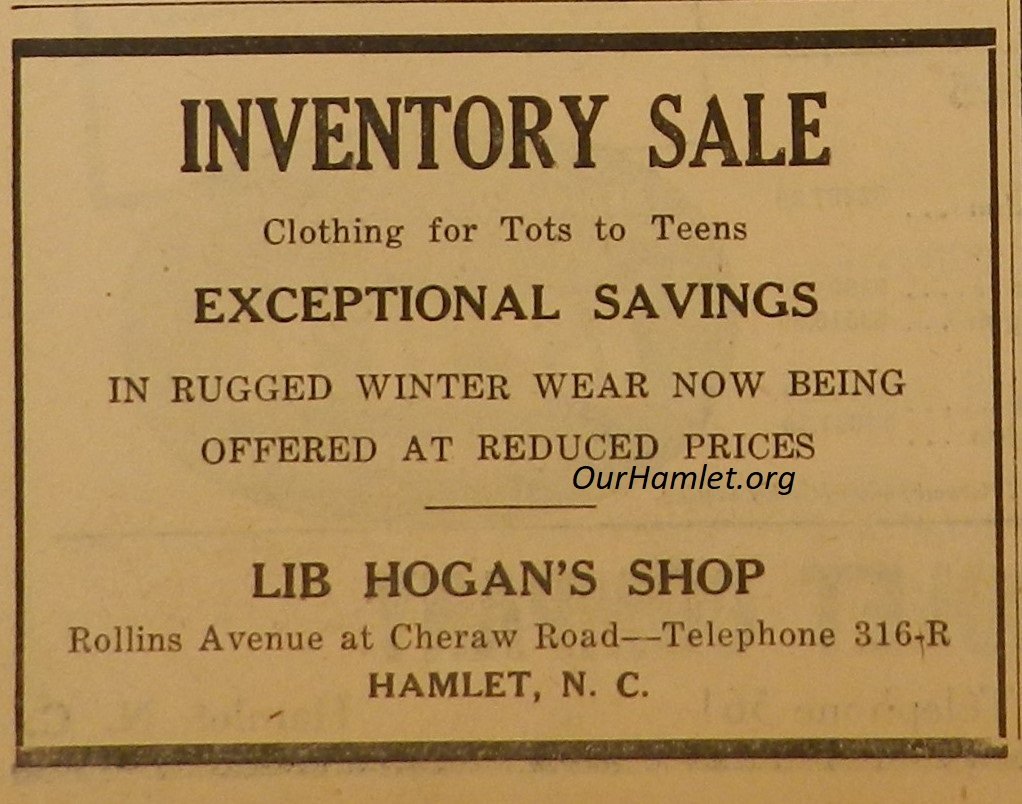 INVENTORY SALE
Clothing for Tots to Teens
EXCEPTIONAL SAVINGS
IN RUGGED WINTER WEAR NOW BEING
OFFERED AT REDUCED PRICES
OurHamlet.org
LIB HOGAN'S SHOP
Rollins Avenue at Cheraw Road—Telephone 316-R
HAMLET, N. C.